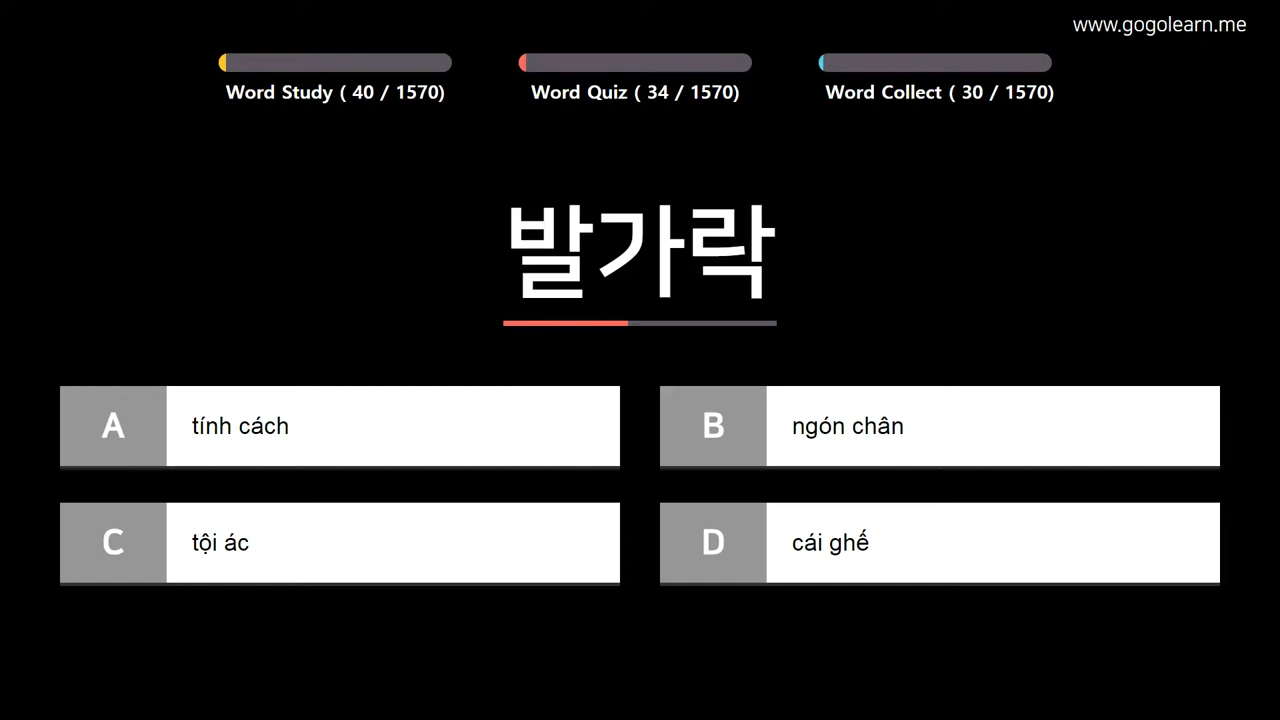 www.gogolearn.me
Word Study ( 40 / 1570)
Word Quiz ( 34 / 1570)
Word Collect ( 30 / 1570)
발가락
A tính cách
B ngón chân
C tội ác
D cái ghế